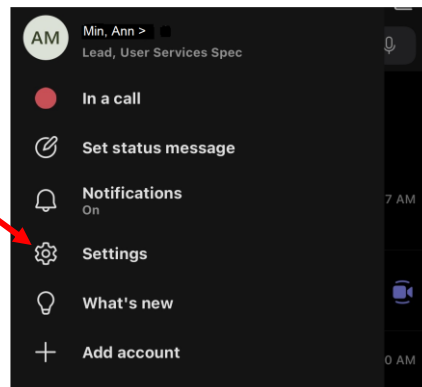 AM
Min, Ann >
Lead, User Services Spec
In a call
Set status message
Notifications
On
7 AM
Settings
What's new
Add account
0 AM